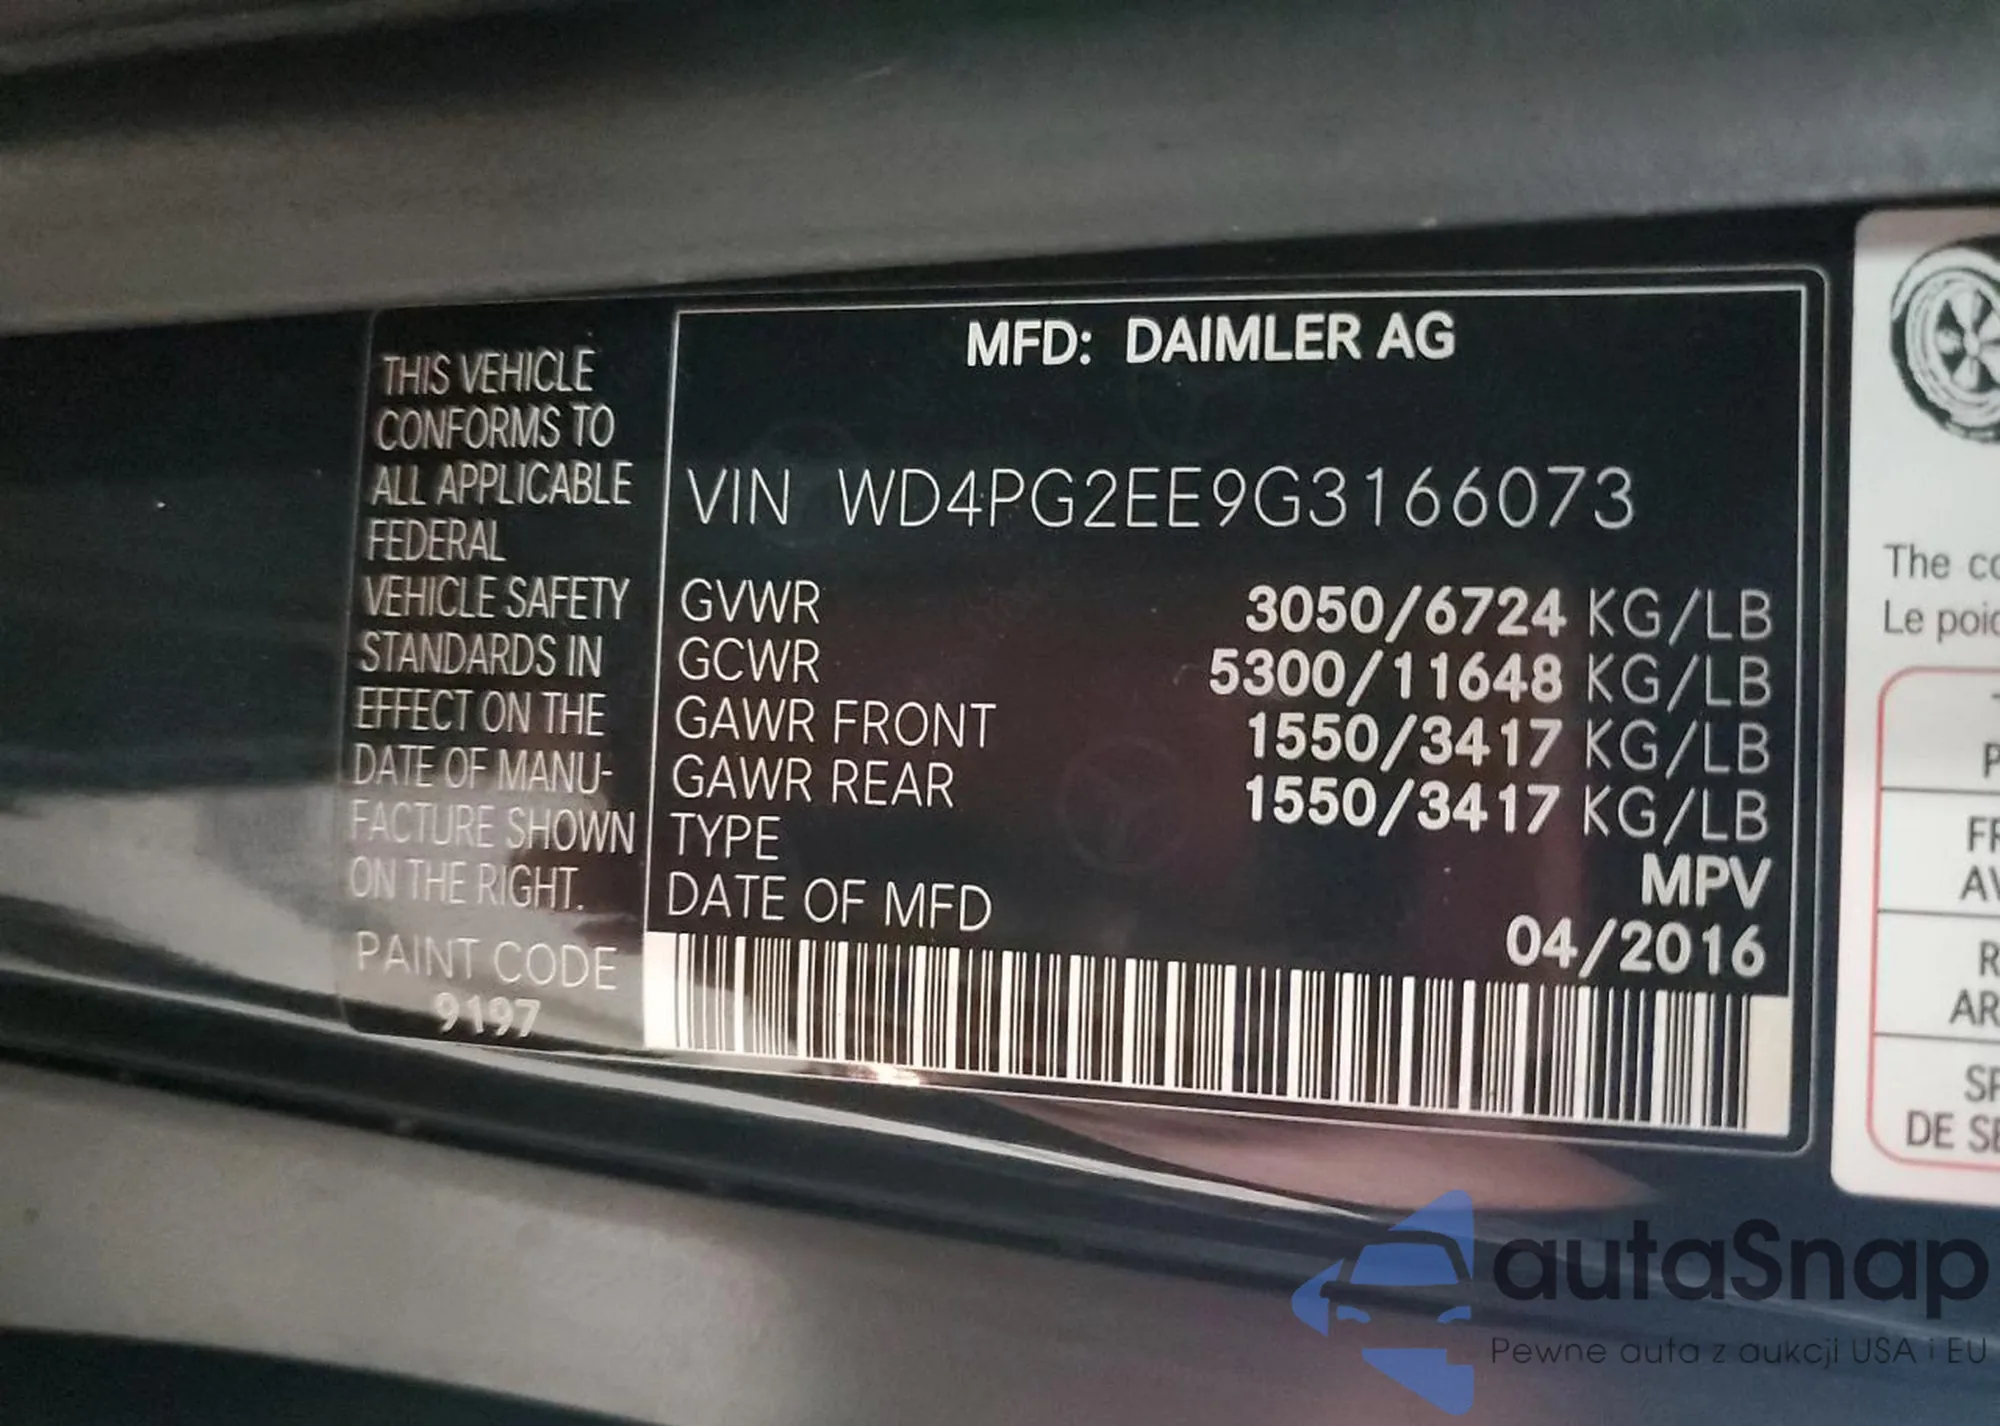 THIS VEHICLE
CONFORMS TO
ALL APPLICABLE
FEDERAL
VEHICLE SAFETY
STANDARDS IN
EFFECT ON THE
DATE OF MANU-
FACTURE SHOWN
ON THE RIGHT.
PAINT CODE
9197
MFD: DAIMLER AG
VIN WD4PG2EE9G3166073
GVWR 3050/6724 KG/LB
GCWR 5300/11648 KG/LB
GAWR FRONT 1550/3417 KG/LB
GAWR REAR 1550/3417 KG/LB
TYPE MPV
DATE OF MFD 04/2016
The
Le
DE
autaSnap
Pewne auta z aukcji USA i EU